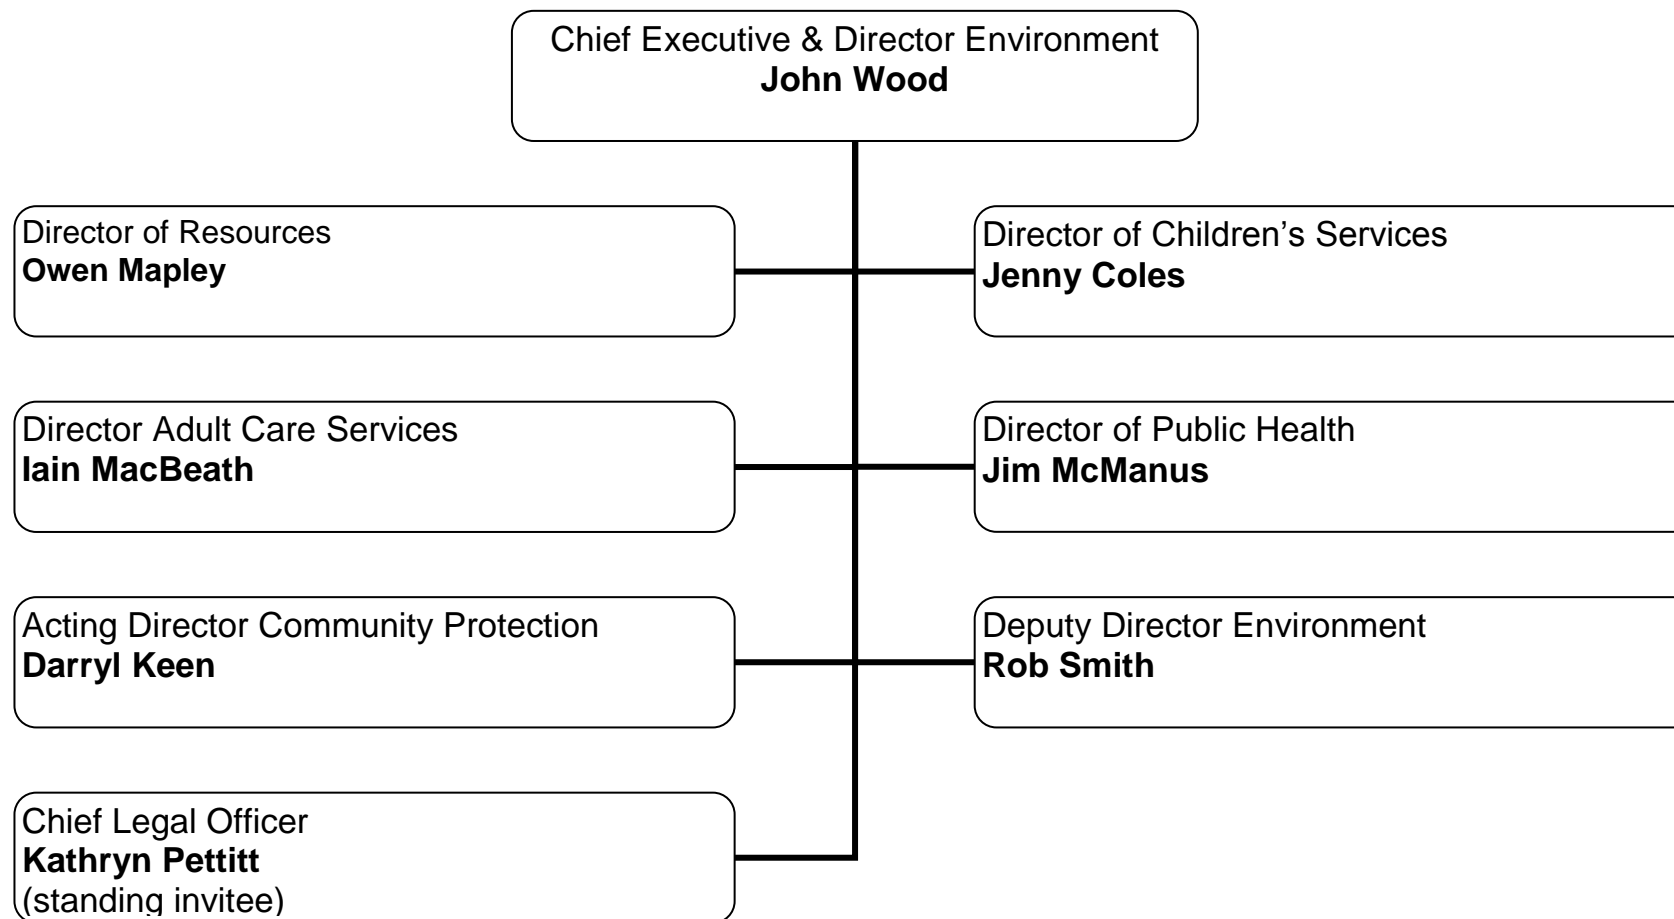 Chief Executive & Director Environment
John Wood
Director of Resources
Owen Mapley
Director of Children’s Services
Jenny Coles
Director Adult Care Services
Iain MacBeath
Director of Public Health
Jim McManus
Acting Director Community Protection
Darryl Keen
Deputy Director Environment
Rob Smith
Chief Legal Officer
Kathryn Pettitt
(standing invitee)